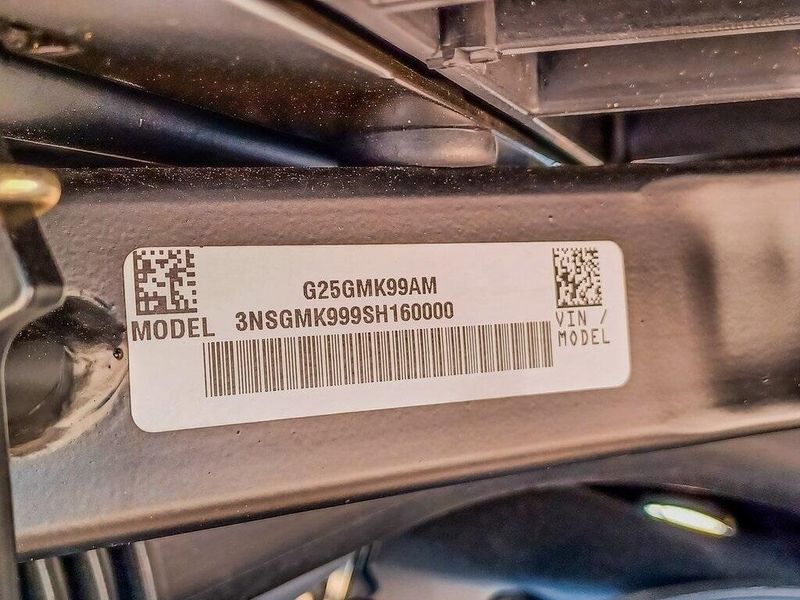 G25GMK99AM
MODEL
3NSGMK999SH160000
VIN /
MODEL